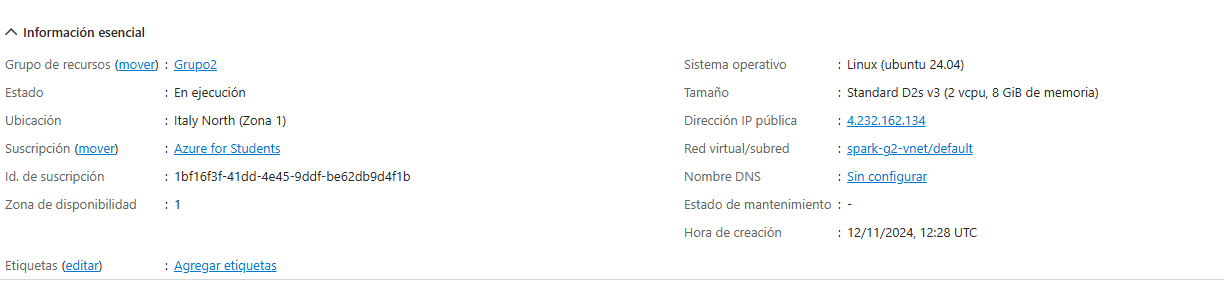 Información esencial
Grupo de recursos (mover) : Grupo2
Estado : En ejecución
Ubicación : Italy North (Zona 1)
Suscripción (mover) : Azure for Students
Id. de suscripción : 1bf16f3f-41dd-4e45-9ddf-be62db9d4f1b
Zona de disponibilidad : 1
Sistema operativo : Linux (ubuntu 24.04)
Tamaño : Standard D2s v3 (2 vcpu, 8 GiB de memoria)
Dirección IP pública : 4.232.162.134
Red virtual/subred : spark-g2-vnet/default
Nombre DNS : Sin configurar
Estado de mantenimiento : -
Hora de creación : 12/11/2024, 12:28 UTC
Etiquetas (editar) : Agregar etiquetas